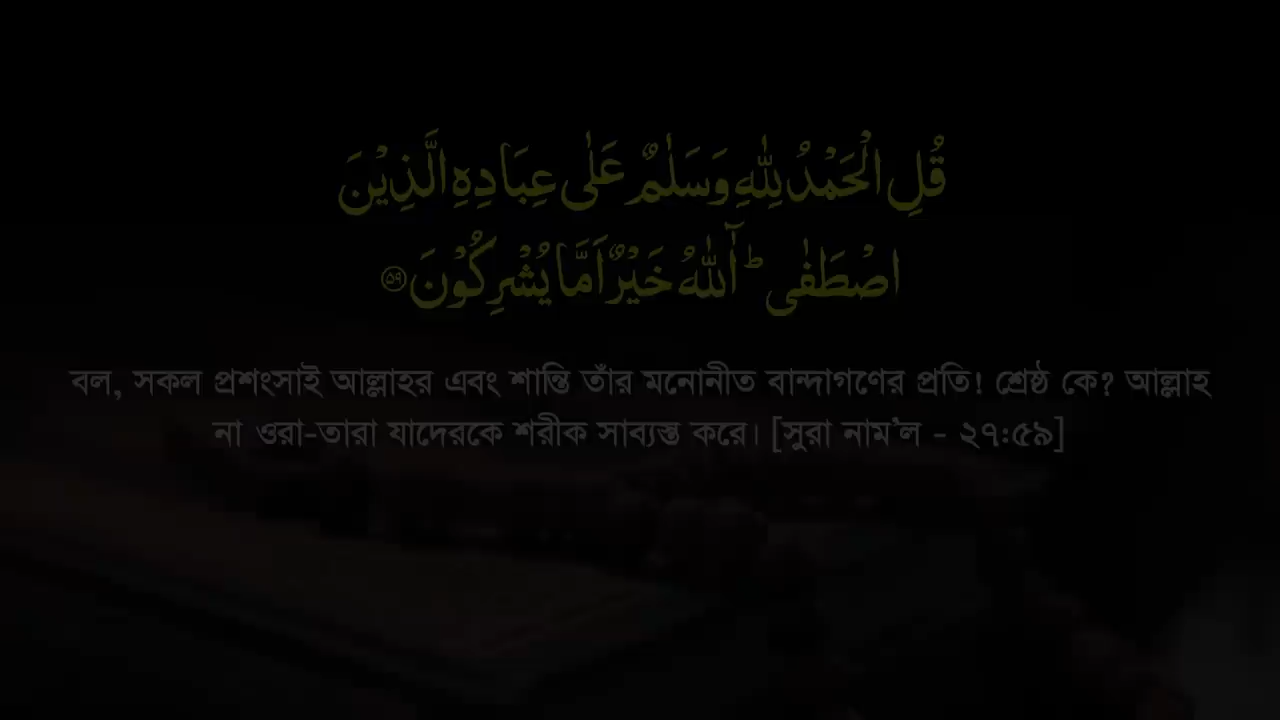 قُلِ الْحَمْدُ لِلّٰهِ وَسَلٰمٌ عَلٰى عِبَادِهِ الَّذِيْنَ
اصْطَفٰى ؕ آٰللّٰهُ خَيْرٌ اَمَّا يُشْرِكُوْنَ ۵۹
বল, সকল প্রশংসাই আল্লাহর এবং শান্তি তাঁর মনোনীত বান্দাগণের প্রতি! শ্রেষ্ঠ কে? আল্লাহ
না ওরা-তারা যাদেরকে শরীক সাব্যস্ত করে। [সুরা নাম'ল - ২৭:৫৯]